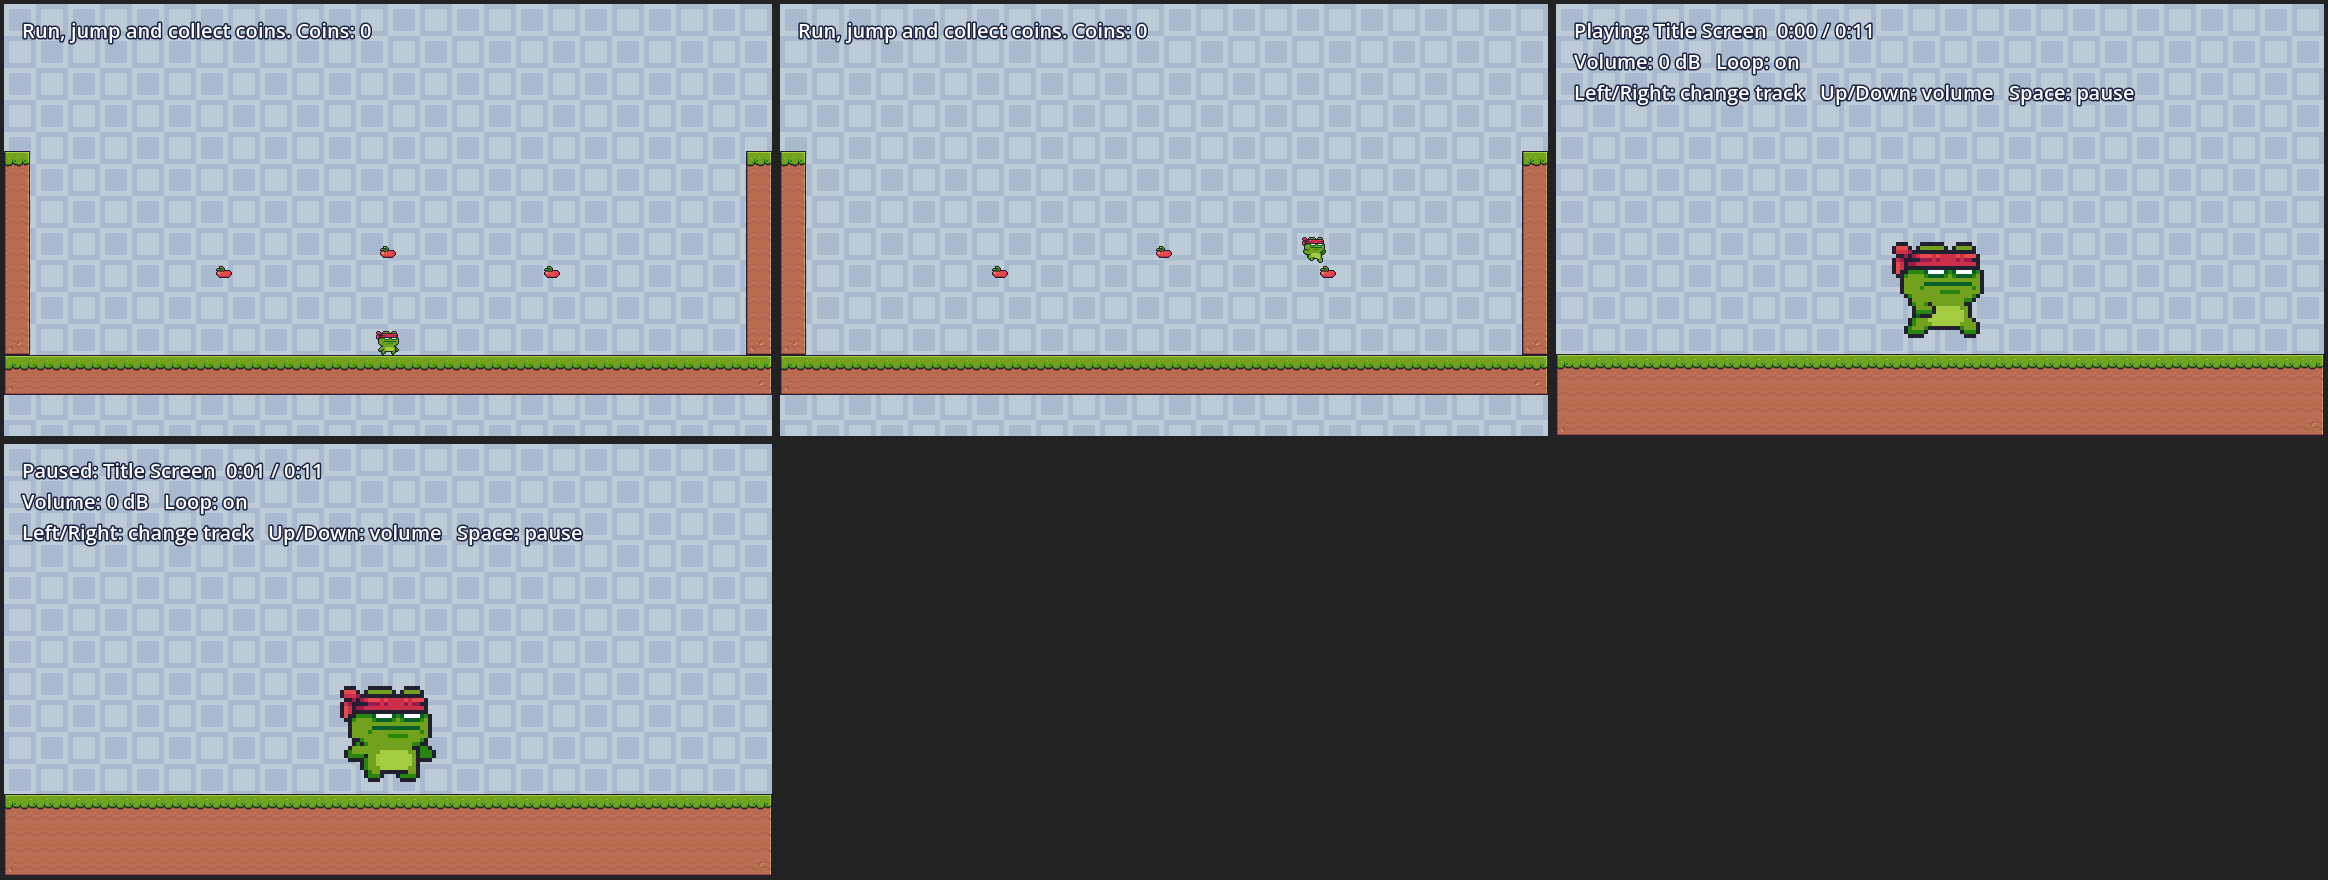 Run, jump and collect coins. Coins: 0
Run, jump and collect coins. Coins: 0
Playing: Title Screen 0:00 / 0:11
Volume: 0 dB Loop: on
Left/Right: change track Up/Down: volume Space: pause
Paused: Title Screen 0:01 / 0:11
Volume: 0 dB Loop: on
Left/Right: change track Up/Down: volume Space: pause